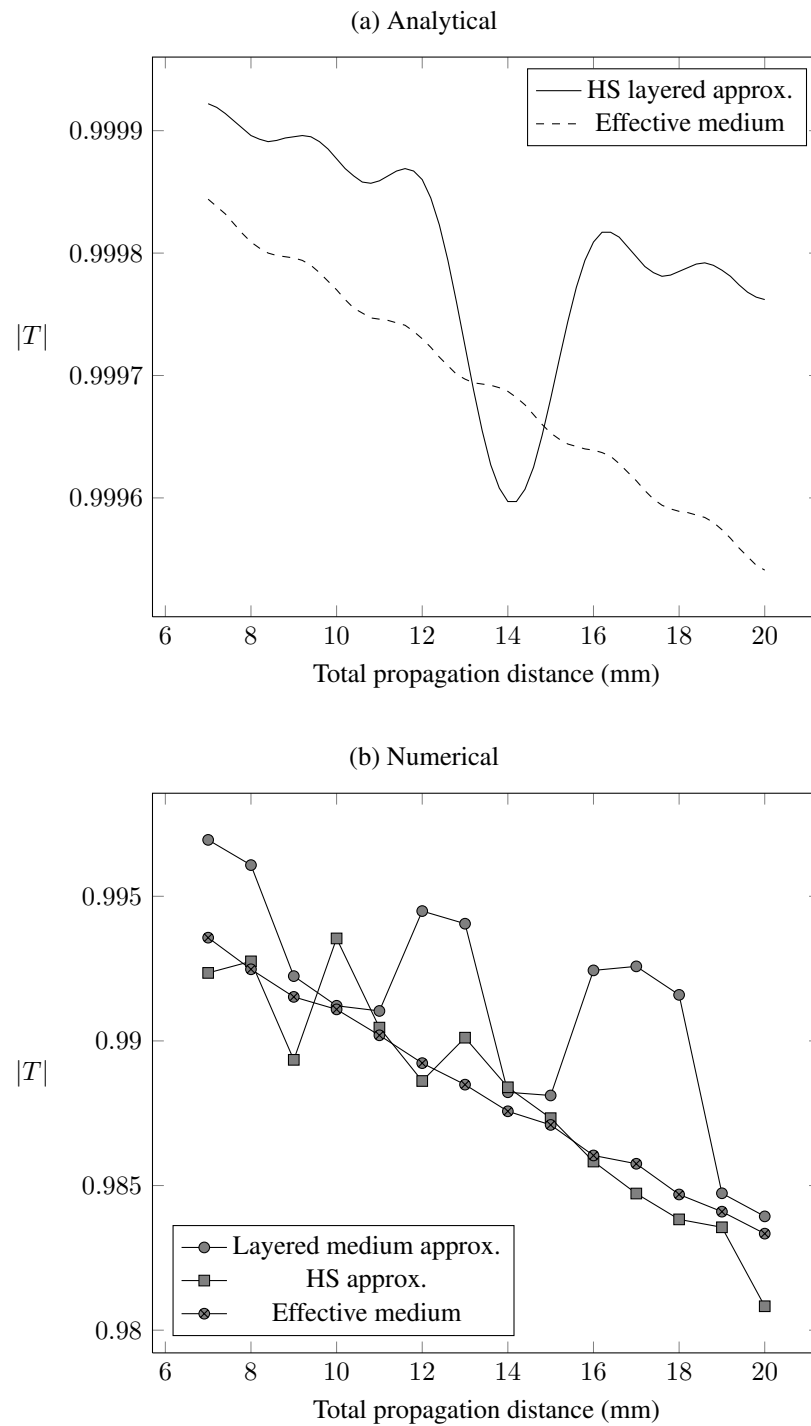 (a) Analytical
HS layered approx.
Effective medium
0.9999
0.9998
0.9997
0.9996
|T|
6 8 10 12 14 16 18 20
Total propagation distance (mm)
(b) Numerical
0.995
0.99
0.985
0.98
|T|
Layered medium approx.
HS approx.
Effective medium
6 8 10 12 14 16 18 20
Total propagation distance (mm)